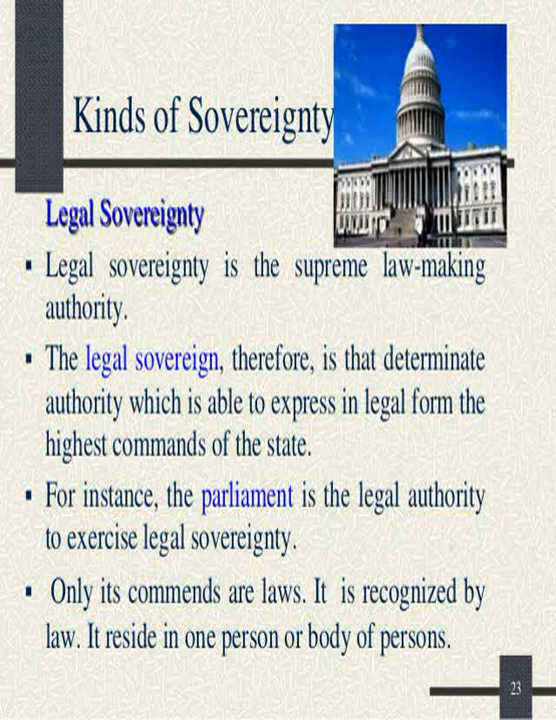 Kinds of Sovereignty
Legal Sovereignty
▪ Legal sovereignty is the supreme law-making
authority.
▪ The legal sovereign, therefore, is that determinate
authority which is able to express in legal form the
highest commands of the state.
▪ For instance, the parliament is the legal authority
to exercise legal sovereignty.
▪ Only its commends are laws. It is recognized by
law. It reside in one person or body of persons.
23